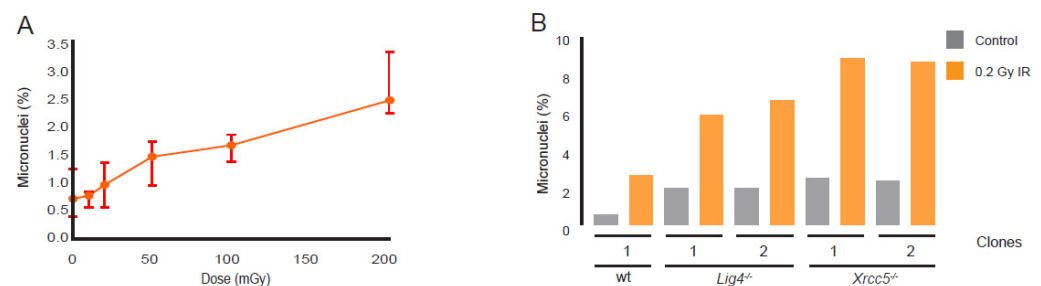 A
Micronuclei (%)
3.5
3.0
2.5
2.0
1.5
1.0
0.5
0.0
0 50 100 150 200
Dose (mGy)
B
Micronuclei (%)
10
8
6
4
2
0
Control
0.2 Gy IR
1 1 2 1 2
Clones
wt Lig4-/- Xrcc5-/-